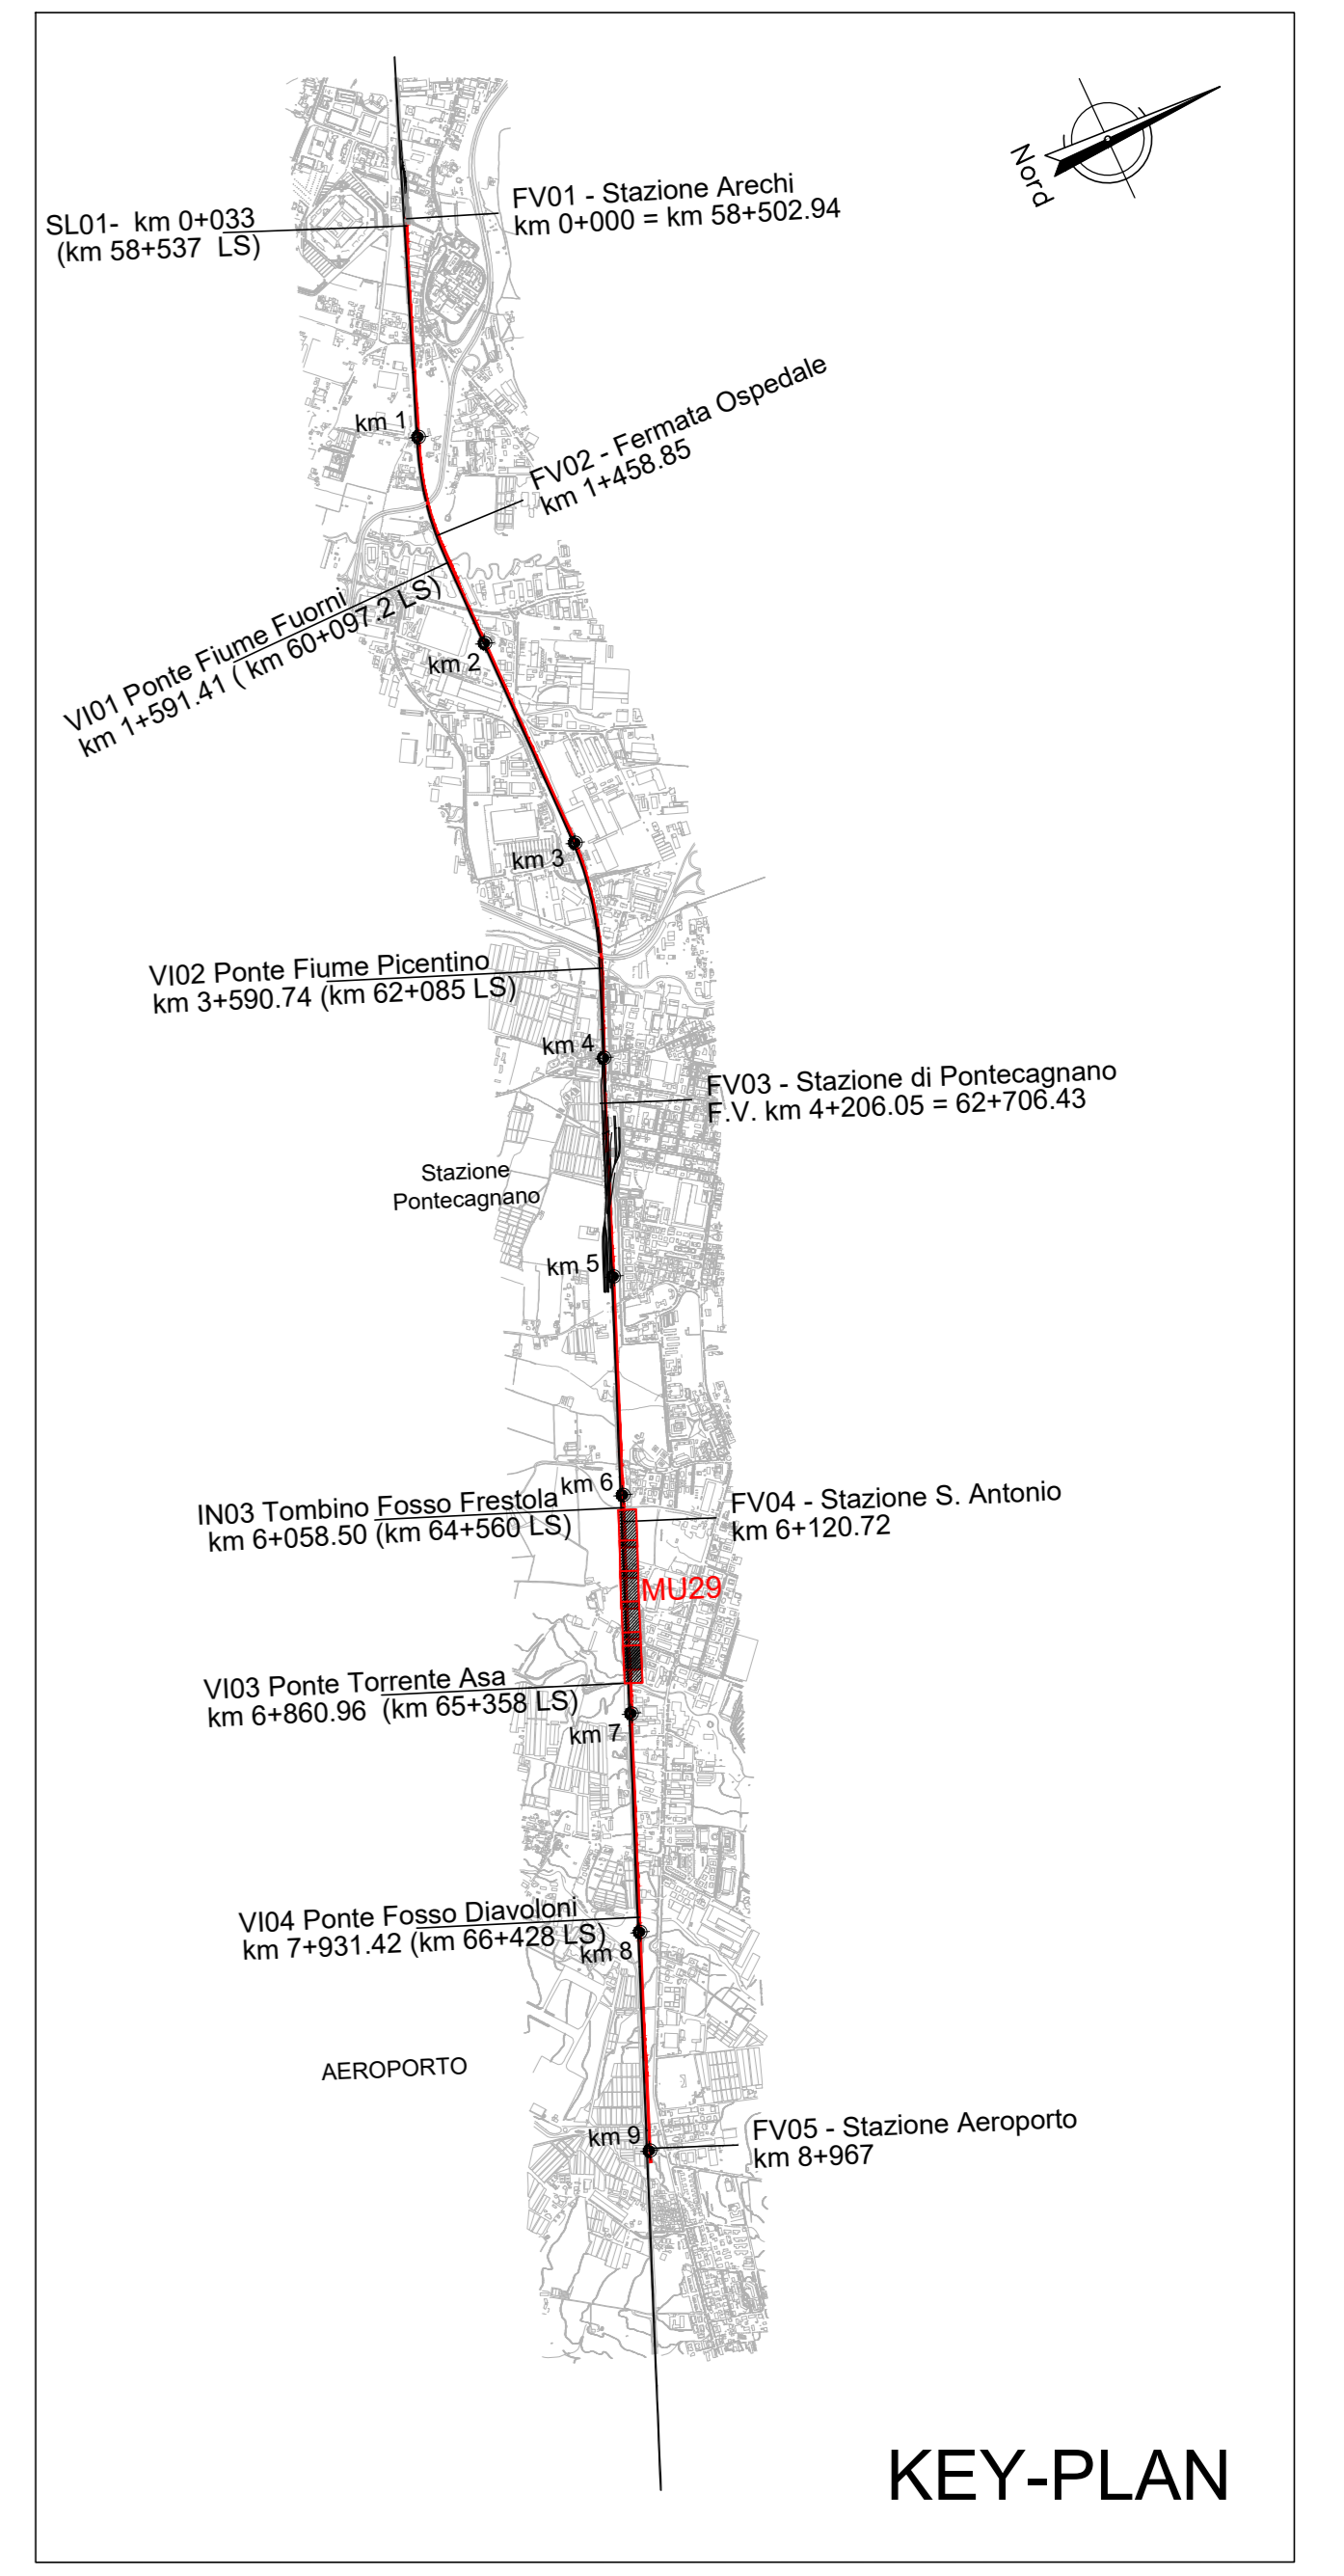 Nord
FV01 - Stazione Arechi
km 0+000 = km 58+502.94
SL01-  km 0+033
(km 58+537  LS)
km 1
FV02 - Fermata Ospedale
km 1+458.85
VI01 Ponte Fiume Fuorni
km 1+591.41 ( km 60+097.2 LS)
km 2
km 3
VI02 Ponte Fiume Picentino
km 3+590.74 (km 62+085 LS)
km 4
FV03 - Stazione di Pontecagnano
F.V. km 4+206.05 = 62+706.43
Stazione
Pontecagnano
km 5
km 6
IN03 Tombino Fosso Frestola
km 6+058.50 (km 64+560 LS)
FV04 - Stazione S. Antonio
km 6+120.72
MU29
VI03 Ponte Torrente Asa
km 6+860.96  (km 65+358 LS)
km 7
VI04 Ponte Fosso Diavoloni
km 7+931.42 (km 66+428 LS)
km 8
AEROPORTO
km 9
FV05 - Stazione Aeroporto
km 8+967
KEY-PLAN